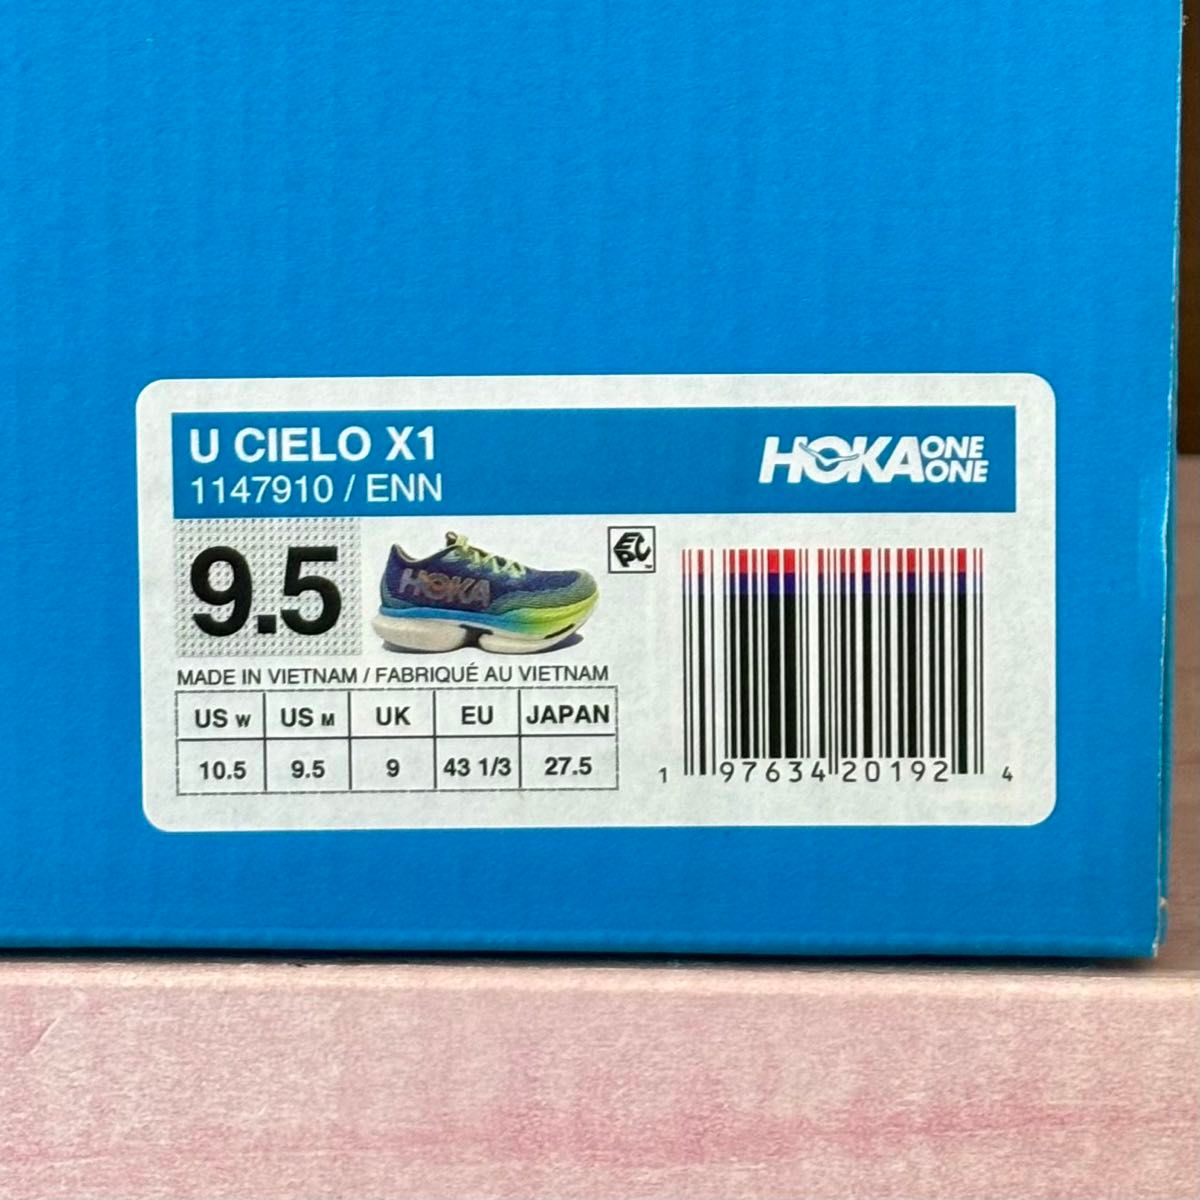 U CIELO X1
1147910 / ENN
HOKA ONE ONE
9.5
HOKA
EPC™
MADE IN VIETNAM / FABRIQUÉ AU VIETNAM
US W US M UK EU JAPAN
10.5 9.5 9 43 1/3 27.5
1 97634 20192 4